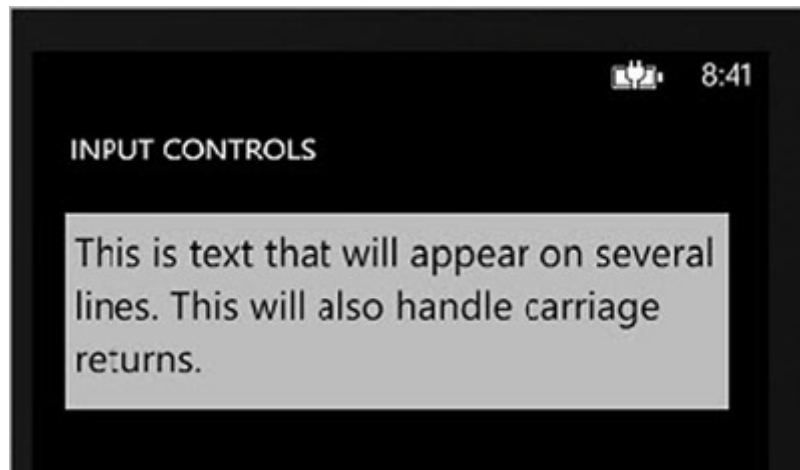 8:41
INPUT CONTROLS
This is text that will appear on several
lines. This will also handle carriage
returns.